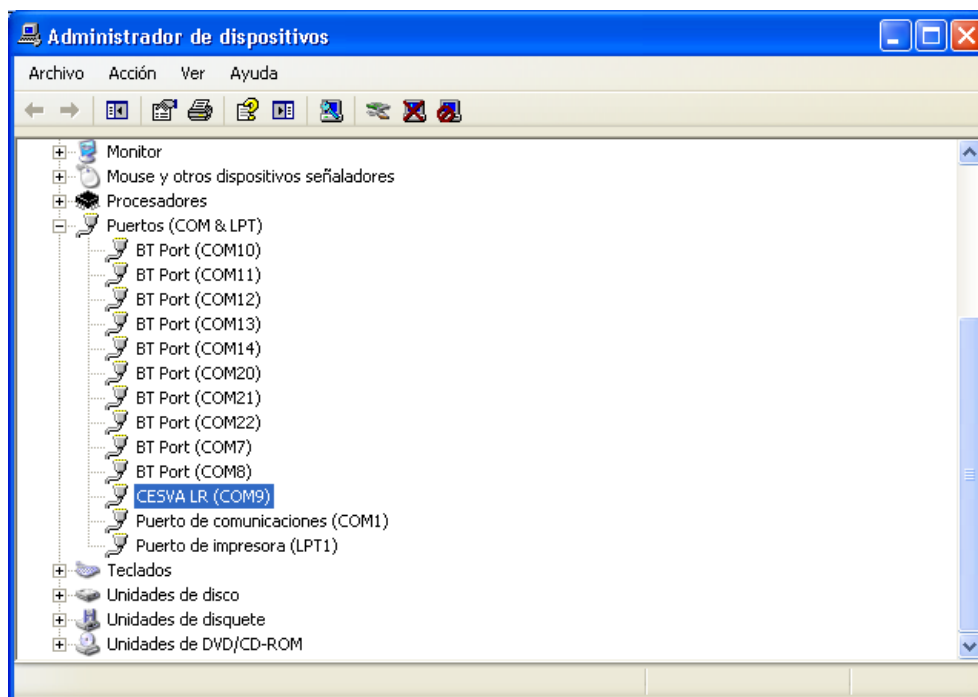 Administrador de dispositivos
Archivo Acción Ver Ayuda
Monitor
Mouse y otros dispositivos señaladores
Procesadores
Puertos (COM & LPT)
BT Port (COM10)
BT Port (COM11)
BT Port (COM12)
BT Port (COM13)
BT Port (COM14)
BT Port (COM20)
BT Port (COM21)
BT Port (COM22)
BT Port (COM7)
BT Port (COM8)
CESVA LR (COM9)
Puerto de comunicaciones (COM1)
Puerto de impresora (LPT1)
Teclados
Unidades de disco
Unidades de disquete
Unidades de DVD/CD-ROM